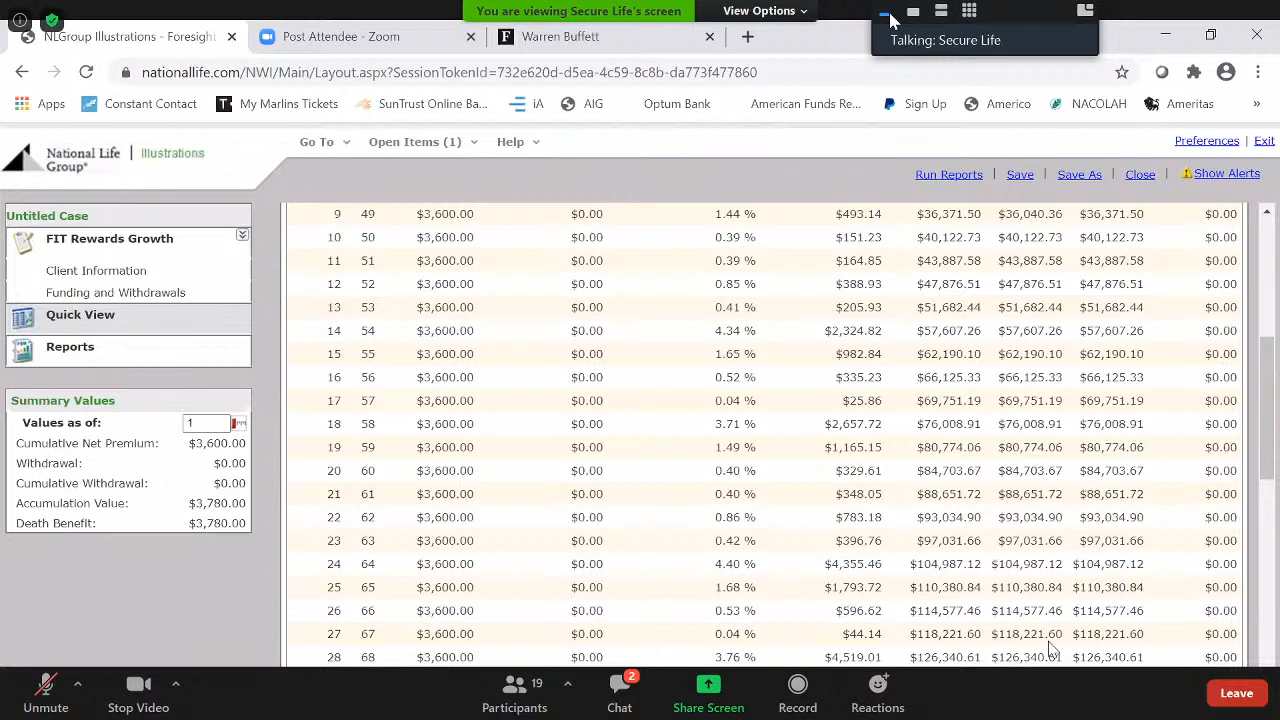 You are viewing Secure Life's screen
View Options
Talking: Secure Life
NLGroup Illustrations - Foresight
Post Attendee - Zoom
Warren Buffett
nationallife.com/NWI/Main/Layout.aspx?SessionTokenId=732e620d-d5ea-4c59-8c8b-da773f477860
Apps Constant Contact My Marlins Tickets SunTrust Online Ba... iA AIG Optum Bank American Funds Re... Sign Up Americo NACOLAH Ameritas »
National Life Group® | Illustrations
Go To Open Items (1) Help
Preferences | Exit
Run Reports | Save | Save As | Close | Show Alerts
Untitled Case
FIT Rewards Growth
Client Information
Funding and Withdrawals
Quick View
Reports
Summary Values
Values as of: 1
Cumulative Net Premium: $3,600.00
Withdrawal: $0.00
Cumulative Withdrawal: $0.00
Accumulation Value: $3,780.00
Death Benefit: $3,780.00
9 49 $3,600.00 $0.00 1.44 % $493.14 $36,371.50 $36,040.36 $36,371.50 $0.00
10 50 $3,600.00 $0.00 0.39 % $151.23 $40,122.73 $40,122.73 $40,122.73 $0.00
11 51 $3,600.00 $0.00 0.39 % $164.85 $43,887.58 $43,887.58 $43,887.58 $0.00
12 52 $3,600.00 $0.00 0.85 % $388.93 $47,876.51 $47,876.51 $47,876.51 $0.00
13 53 $3,600.00 $0.00 0.41 % $205.93 $51,682.44 $51,682.44 $51,682.44 $0.00
14 54 $3,600.00 $0.00 4.34 % $2,324.82 $57,607.26 $57,607.26 $57,607.26 $0.00
15 55 $3,600.00 $0.00 1.65 % $982.84 $62,190.10 $62,190.10 $62,190.10 $0.00
16 56 $3,600.00 $0.00 0.52 % $335.23 $66,125.33 $66,125.33 $66,125.33 $0.00
17 57 $3,600.00 $0.00 0.04 % $25.86 $69,751.19 $69,751.19 $69,751.19 $0.00
18 58 $3,600.00 $0.00 3.71 % $2,657.72 $76,008.91 $76,008.91 $76,008.91 $0.00
19 59 $3,600.00 $0.00 1.49 % $1,165.15 $80,774.06 $80,774.06 $80,774.06 $0.00
20 60 $3,600.00 $0.00 0.40 % $329.61 $84,703.67 $84,703.67 $84,703.67 $0.00
21 61 $3,600.00 $0.00 0.40 % $348.05 $88,651.72 $88,651.72 $88,651.72 $0.00
22 62 $3,600.00 $0.00 0.86 % $783.18 $93,034.90 $93,034.90 $93,034.90 $0.00
23 63 $3,600.00 $0.00 0.42 % $396.76 $97,031.66 $97,031.66 $97,031.66 $0.00
24 64 $3,600.00 $0.00 4.40 % $4,355.46 $104,987.12 $104,987.12 $104,987.12 $0.00
25 65 $3,600.00 $0.00 1.68 % $1,793.72 $110,380.84 $110,380.84 $110,380.84 $0.00
26 66 $3,600.00 $0.00 0.53 % $596.62 $114,577.46 $114,577.46 $114,577.46 $0.00
27 67 $3,600.00 $0.00 0.04 % $44.14 $118,221.60 $118,221.60 $118,221.60 $0.00
28 68 $3,600.00 $0.00 3.76 % $4,519.01 $126,340.61 $126,340.61 $126,340.61 $0.00
Unmute Stop Video Participants 19 Chat 2 Share Screen Record Reactions Leave